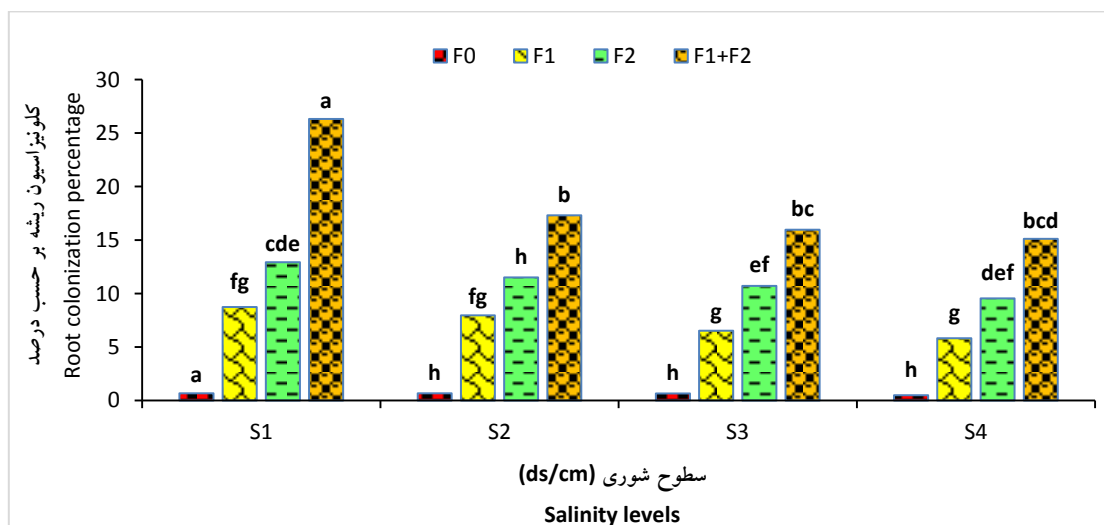 F0 F1 F2 F1+F2
کلونیزاسیون ریشه بر حسب درصد
Root colonization percentage
30
25
20
15
10
5
0
a fg cde a
h fg h b
h g ef bc
h g def bcd
S1 S2 S3 S4
سطوح شوری (ds/cm)
Salinity levels